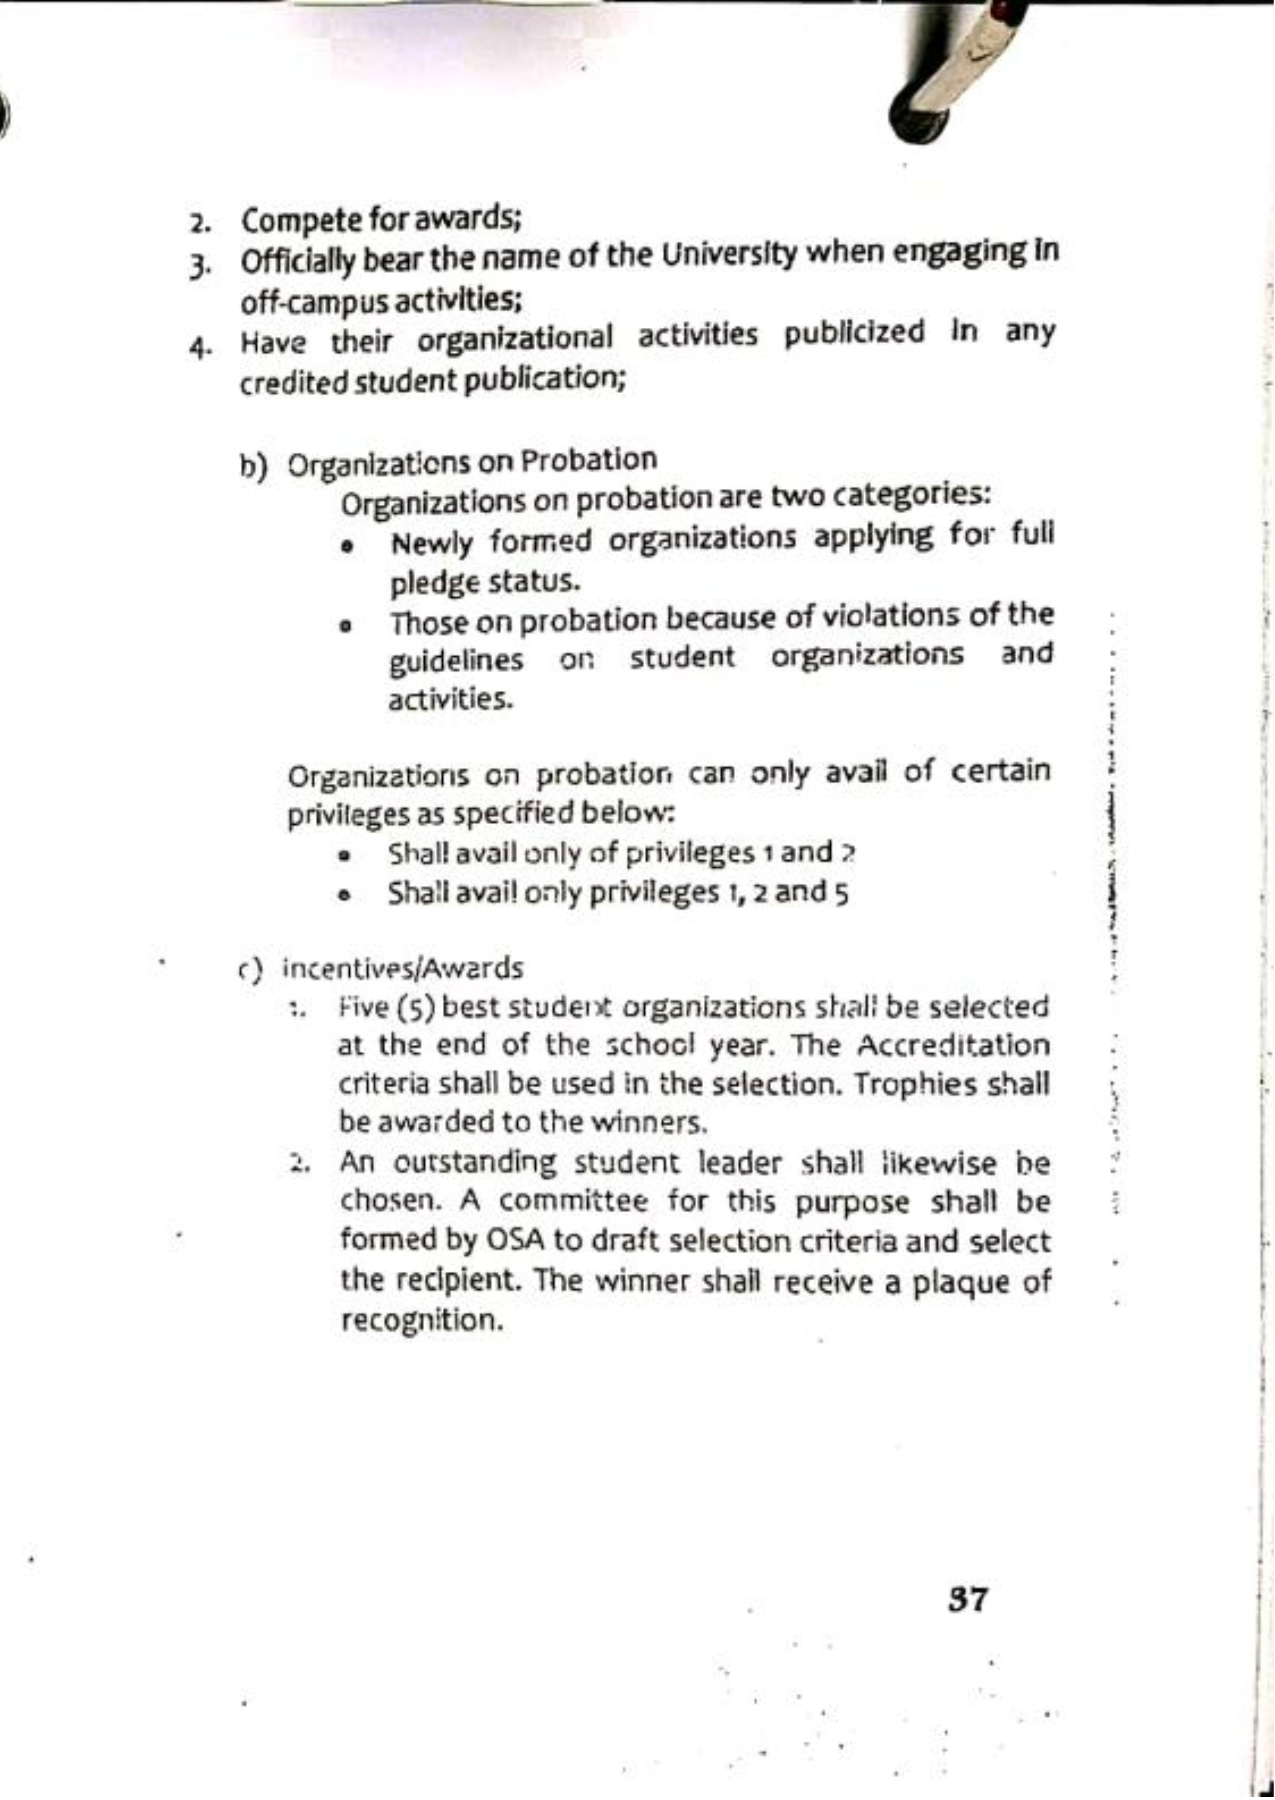 2. Compete for awards;
3. Officially bear the name of the University when engaging in
off-campus activities;
4. Have their organizational activities publicized in any
credited student publication;
b) Organizations on Probation
Organizations on probation are two categories:
• Newly formed organizations applying for full
pledge status.
• Those on probation because of violations of the
guidelines on student organizations and
activities.
Organizations on probation can only avail of certain
privileges as specified below:
• Shall avail only of privileges 1 and 2
• Shall avail only privileges 1, 2 and 5
c) incentives/Awards
1. Five (5) best student organizations shall be selected
at the end of the school year. The Accreditation
criteria shall be used in the selection. Trophies shall
be awarded to the winners.
2. An outstanding student leader shall likewise be
chosen. A committee for this purpose shall be
formed by OSA to draft selection criteria and select
the recipient. The winner shall receive a plaque of
recognition.
37